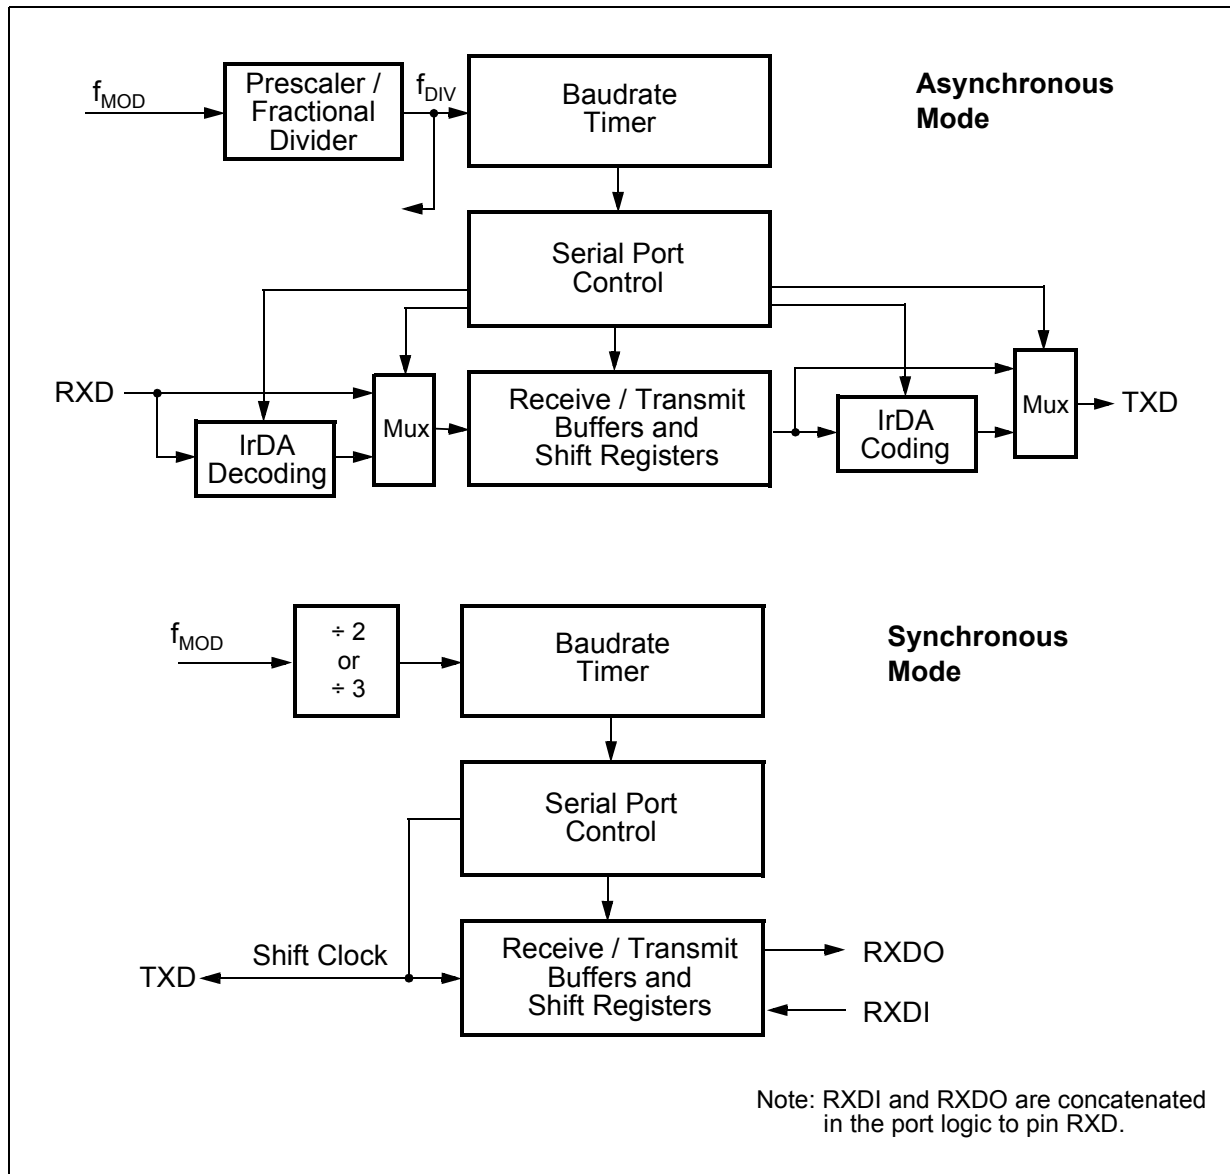 Asynchronous
Mode
fMOD
Prescaler /
Fractional
Divider
fDIV
Baudrate
Timer
Serial Port
Control
RXD
IrDA
Decoding
Mux
Receive / Transmit
Buffers and
Shift Registers
IrDA
Coding
Mux
TXD
Synchronous
Mode
fMOD
÷ 2
or
÷ 3
Baudrate
Timer
Serial Port
Control
TXD
Shift Clock
Receive / Transmit
Buffers and
Shift Registers
RXDO
RXDI
Note: RXDI and RXDO are concatenated
in the port logic to pin RXD.